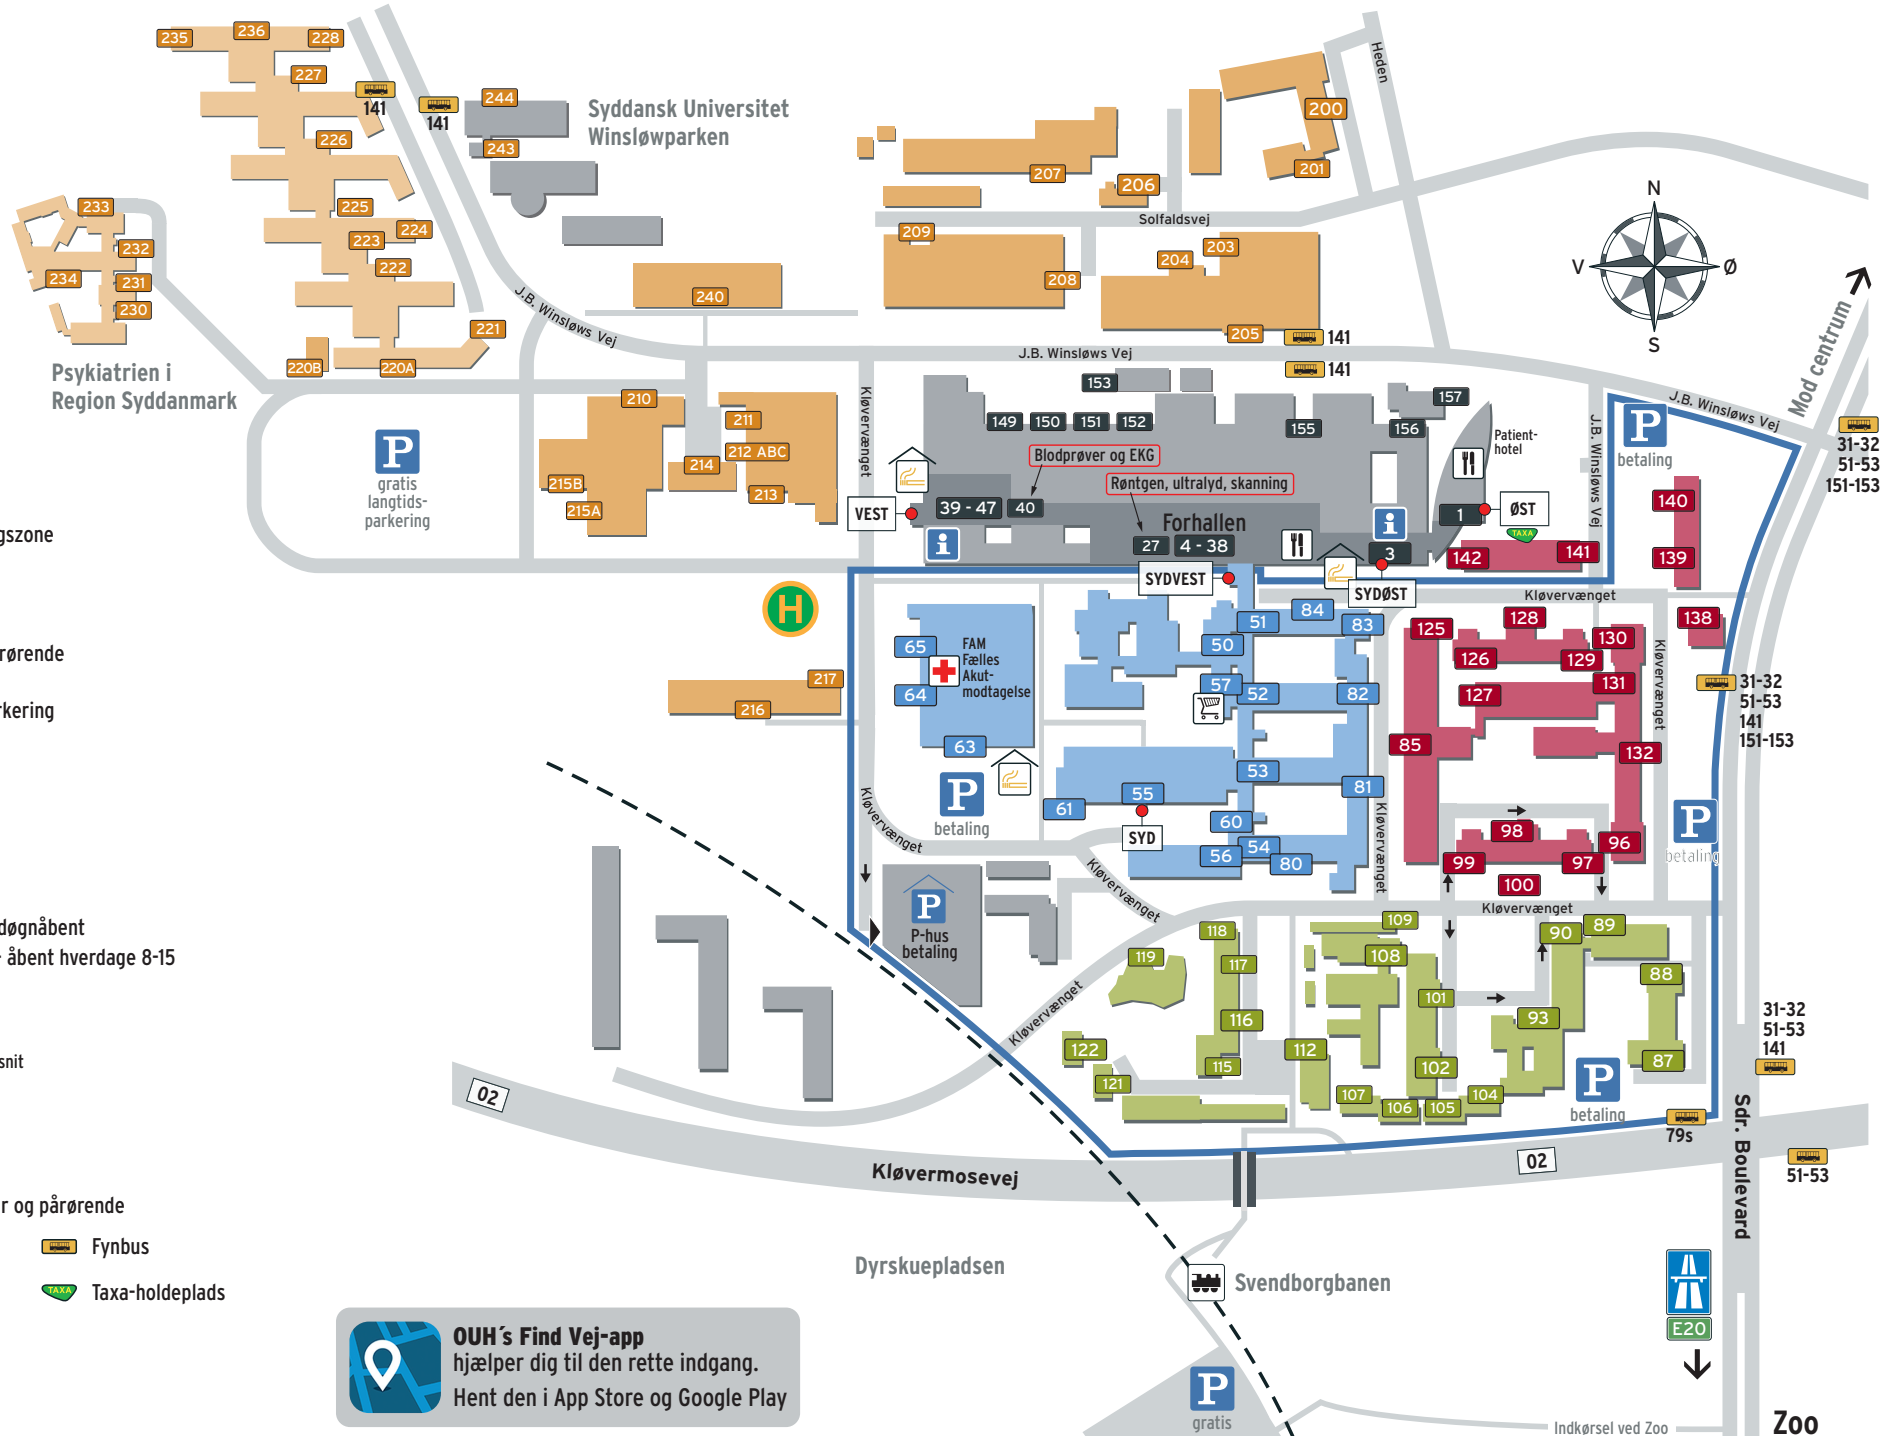 235
236
228
227
141
141
244
243
Syddansk Universitet
Winsløwparken
226
225
224
223
222
221
220B
220A
233
232
231
230
234
Psykiatrien i
Region Syddanmark
240
J.B. Winsløws Vej
207
206
200
201
Heden
Solfaldsvej
209
208
204
203
205
141
141
J.B. Winsløws Vej
N
V
Ø
S
Mod centrum
J.B. Winsløws Vej
31-32
51-53
151-153
P
gratis
langtids-
parkering
210
211
212 ABC
213
214
215B
215A
Kløvervænget
153
149
150
151
152
155
156
157
Blodprøver og EKG
Røntgen, ultralyd, skanning
Patient-
hotel
J.B. Winsløws Vej
P
betaling
VEST
39 - 47
40
Forhallen
27
4 - 38
1
ØST
TAXA
3
142
141
140
139
138
gszone
rørende
rkering
H
SYDVEST
SYDØST
Kløvervænget
65
64
63
FAM
Fælles
Akut-
modtagelse
217
216
51
50
57
52
53
84
83
82
81
55
61
60
54
56
80
SYD
P
betaling
Kløvervænget
Kløvervænget
Kløvervænget
Kløvervænget
125
126
127
128
129
130
131
132
85
98
99
100
97
96
Kløvervænget
31-32
51-53
141
151-153
P
betaling
P
P-hus
betaling
døgnåbent
- åbent hverdage 8-15
snit
Kløvervænget
Kløvervænget
118
117
119
116
115
122
121
112
109
108
101
102
107
106
105
104
93
90
89
88
87
P
betaling
31-32
51-53
141
79s
51-53
02
02
Kløvermosevej
Sdr. Boulevard
r og pårørende
Fynbus
TAXA
Taxa-holdeplads
Dyrskuepladsen
Svendborgbanen
E20
OUH´s Find Vej-app
hjælper dig til den rette indgang.
Hent den i App Store og Google Play
P
gratis
Indkørsel ved Zoo
Zoo